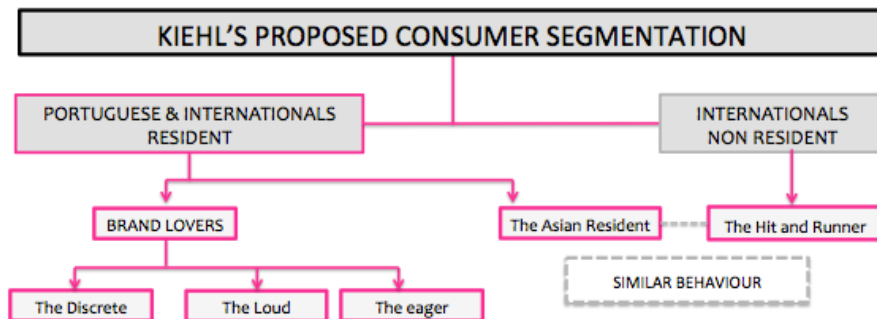 KIEHL'S PROPOSED CONSUMER SEGMENTATION
PORTUGUESE & INTERNATIONALS
RESIDENT
INTERNATIONALS
NON RESIDENT
BRAND LOVERS
The Asian Resident
The Hit and Runner
SIMILAR BEHAVIOUR
The Discrete
The Loud
The eager